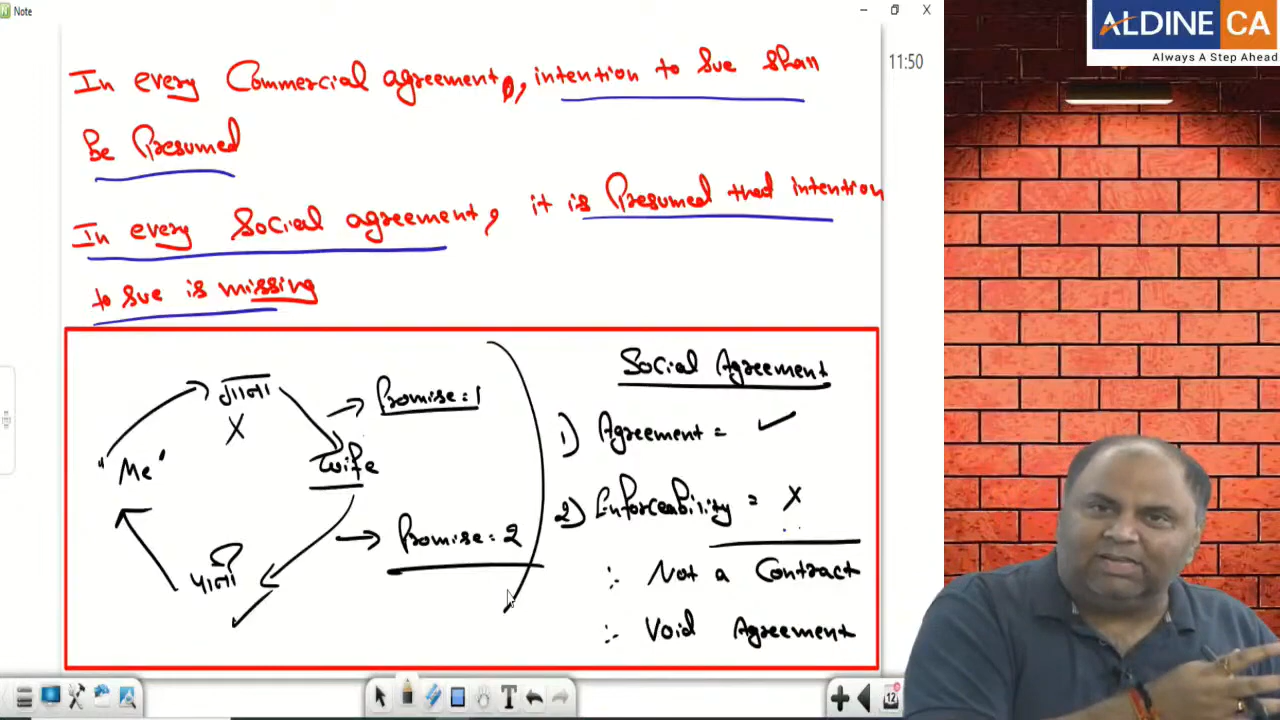 Note
ALDINE CA
Always A Step Ahead
11:50
In every Commercial agreement, intention to sue shall
be Presumed
In every Social agreement, it is Presumed that intention
to sue is missing
Social Agreement
Promise:1
X
"Me"
wife
1) Agreement = ✓
2) Enforceability = X
Promise:2
∴ Not a Contract
∴ Void Agreement
T
12